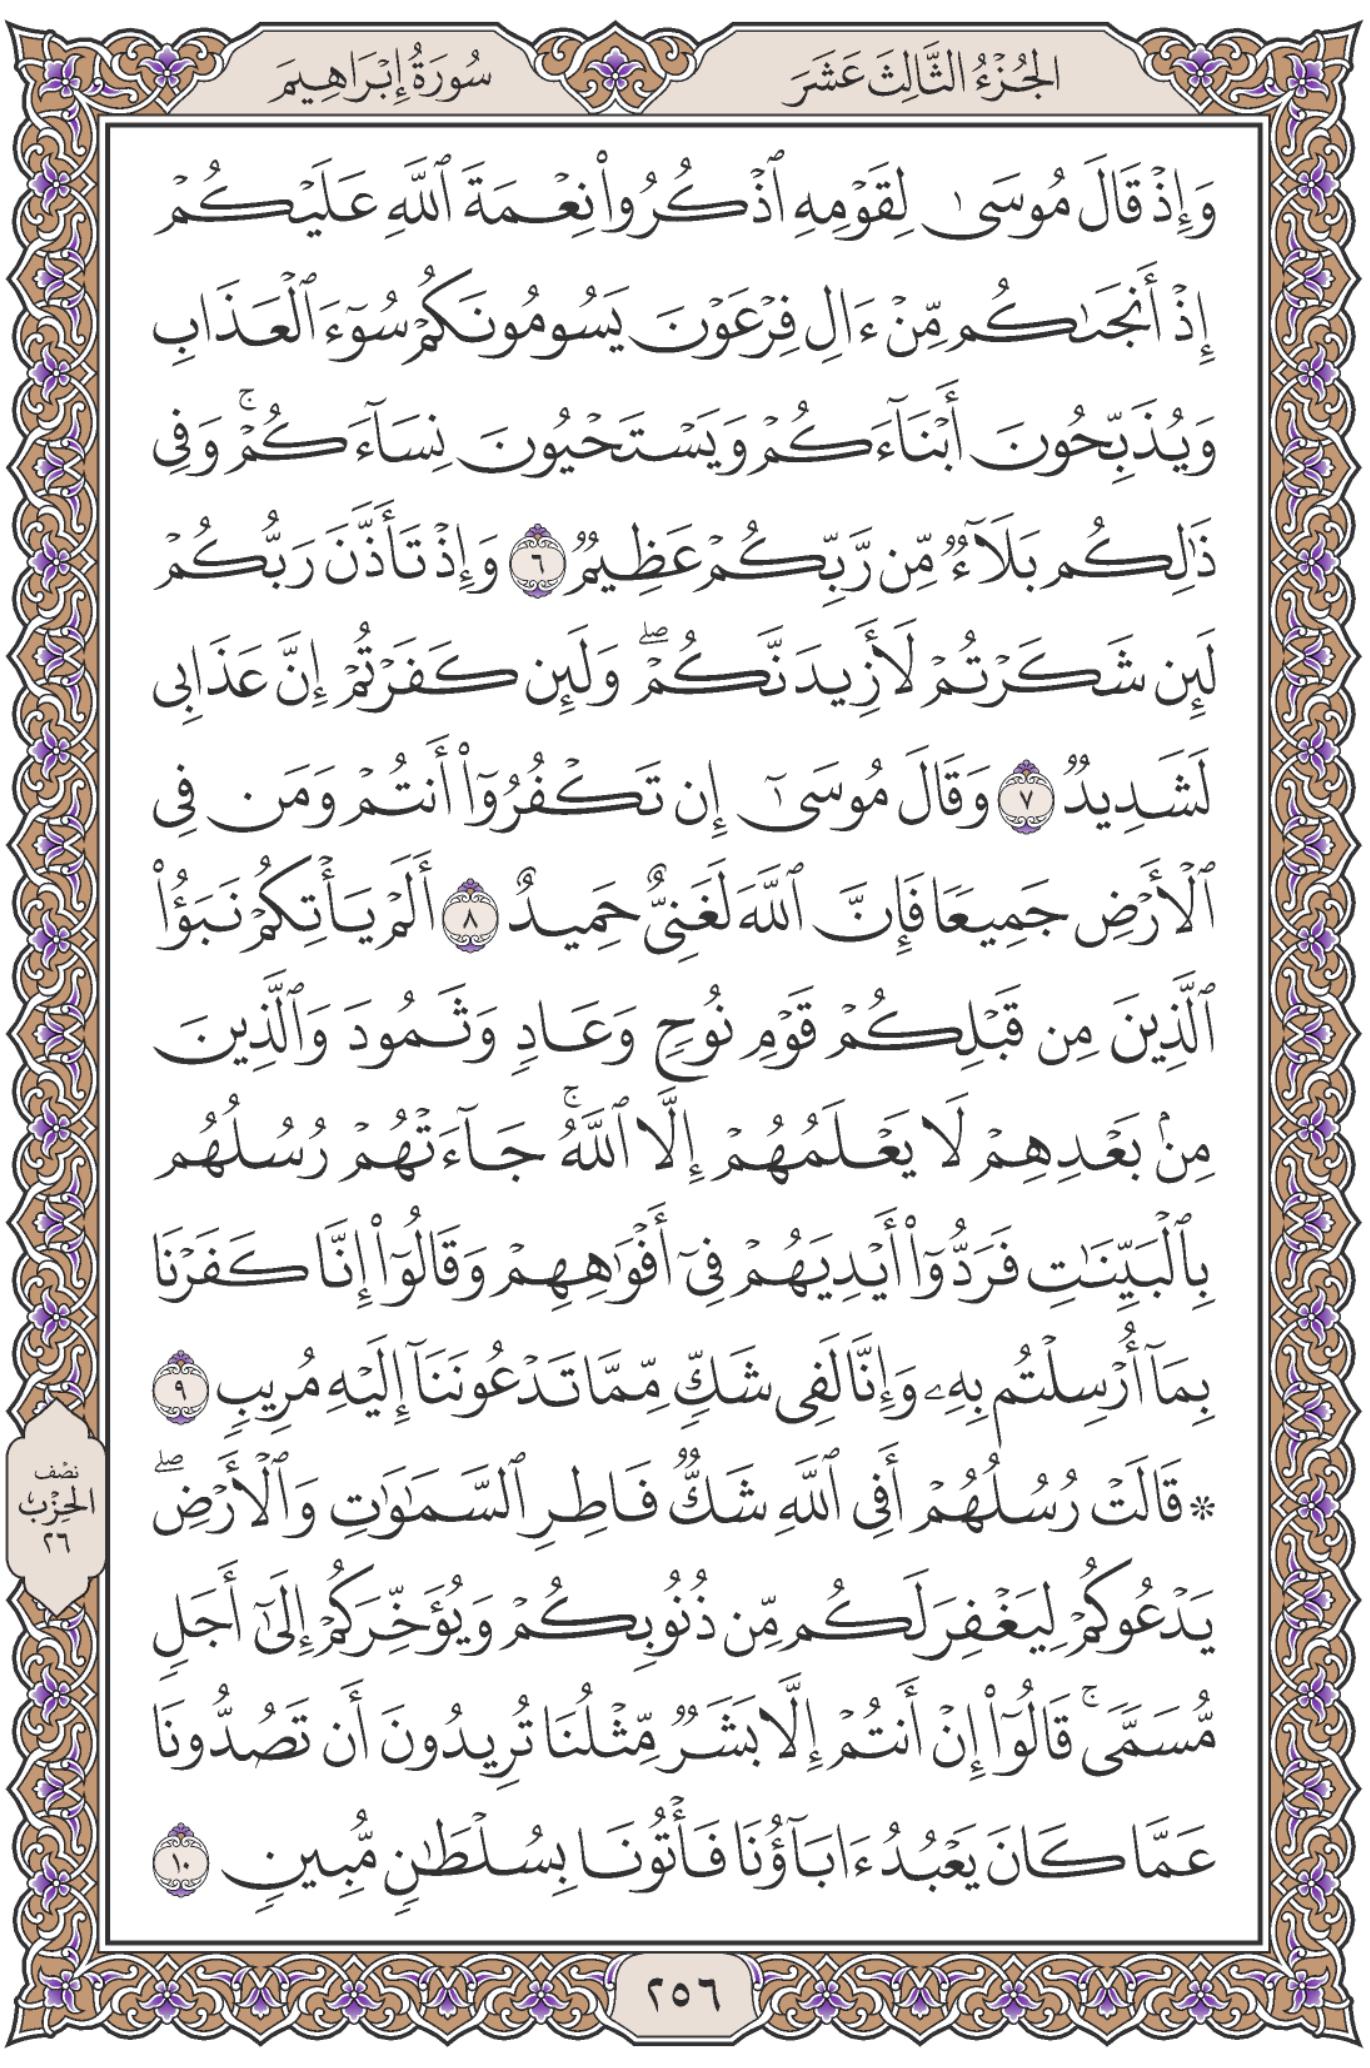 الجُزْءُ الثَّالِثَ عَشَرَ
سُورَةُ إِبْرَاهِيمَ
وَإِذْ قَالَ مُوسَىٰ لِقَوْمِهِ ٱذْكُرُوا۟ نِعْمَةَ ٱللَّهِ عَلَيْكُمْ
إِذْ أَنجَىٰكُم مِّنْ ءَالِ فِرْعَوْنَ يَسُومُونَكُمْ سُوٓءَ ٱلْعَذَابِ
وَيُذَبِّحُونَ أَبْنَآءَكُمْ وَيَسْتَحْيُونَ نِسَآءَكُمْ ۚ وَفِى
ذَٰلِكُم بَلَآءٌ مِّن رَّبِّكُمْ عَظِيمٌ ٦ وَإِذْ تَأَذَّنَ رَبُّكُمْ
لَئِن شَكَرْتُمْ لَأَزِيدَنَّكُمْ ۖ وَلَئِن كَفَرْتُمْ إِنَّ عَذَابِى
لَشَدِيدٌ ٧ وَقَالَ مُوسَىٰٓ إِن تَكْفُرُوٓا۟ أَنتُمْ وَمَن فِى
ٱلْأَرْضِ جَمِيعًا فَإِنَّ ٱللَّهَ لَغَنِىٌّ حَمِيدٌ ٨ أَلَمْ يَأْتِكُمْ نَبَؤُا۟
ٱلَّذِينَ مِن قَبْلِكُمْ قَوْمِ نُوحٍ وَعَادٍ وَثَمُودَ وَٱلَّذِينَ
مِنۢ بَعْدِهِمْ لَا يَعْلَمُهُمْ إِلَّا ٱللَّهُ ۚ جَآءَتْهُمْ رُسُلُهُم
بِٱلْبَيِّنَٰتِ فَرَدُّوٓا۟ أَيْدِيَهُمْ فِىٓ أَفْوَٰهِهِمْ وَقَالُوٓا۟ إِنَّا كَفَرْنَا
بِمَآ أُرْسِلْتُم بِهِۦ وَإِنَّا لَفِى شَكٍّ مِّمَّا تَدْعُونَنَآ إِلَيْهِ مُرِيبٍ ٩
۞ قَالَتْ رُسُلُهُمْ أَفِى ٱللَّهِ شَكٌّ فَاطِرِ ٱلسَّمَٰوَٰتِ وَٱلْأَرْضِ ۖ
يَدْعُوكُمْ لِيَغْفِرَ لَكُم مِّن ذُنُوبِكُمْ وَيُؤَخِّرَكُمْ إِلَىٰٓ أَجَلٍ
مُّسَمًّى ۚ قَالُوٓا۟ إِنْ أَنتُمْ إِلَّا بَشَرٌ مِّثْلُنَا تُرِيدُونَ أَن تَصُدُّونَا
عَمَّا كَانَ يَعْبُدُ ءَابَآؤُنَا فَأْتُونَا بِسُلْطَٰنٍ مُّبِينٍ ١٠
نصف
الحِزْب
٢٦
٢٥٦